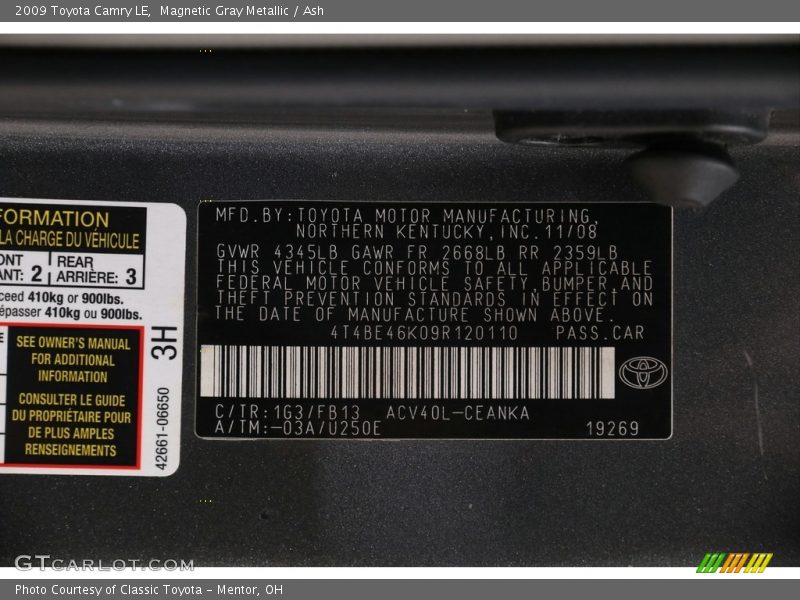 2009 Toyota Camry LE, Magnetic Gray Metallic / Ash
FORMATION
LA CHARGE DU VÉHICULE
2 REAR
ARRIÈRE: 3
410kg or 900lbs.
410kg ou 900lbs.
SEE OWNER'S MANUAL
FOR ADDITIONAL
INFORMATION
CONSULTER LE GUIDE
DU PROPRIÉTAIRE POUR
DE PLUS AMPLES
RENSEIGNEMENTS
3H
42661-06650
MFD.BY:TOYOTA MOTOR MANUFACTURING,
NORTHERN KENTUCKY,INC.11/08
GVWR 4345LB GAWR FR 2668LB RR 2359LB
THIS VEHICLE CONFORMS TO ALL APPLICABLE
FEDERAL MOTOR VEHICLE SAFETY,BUMPER,AND
THEFT PREVENTION STANDARDS IN EFFECT ON
THE DATE OF MANUFACTURE SHOWN ABOVE.
4T4BE46K09R120110 PASS.CAR
C/TR:1G3/FB13 ACV40L-CEANKA
A/TM:-03A/U250E 19269
GTcarlot.com
Photo Courtesy of Classic Toyota - Mentor, OH